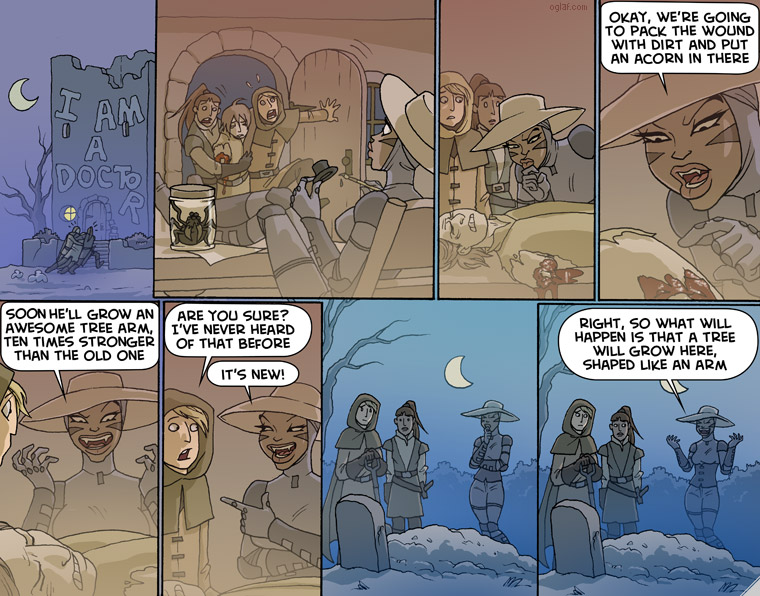 oglaf.com
I AM
A
DOCTOR
OKAY, WE'RE GOING
TO PACK THE WOUND
WITH DIRT AND PUT
AN ACORN IN THERE
SOON HE'LL GROW AN
AWESOME TREE ARM,
TEN TIMES STRONGER
THAN THE OLD ONE
ARE YOU SURE?
I'VE NEVER HEARD
OF THAT BEFORE
IT'S NEW!
RIGHT, SO WHAT WILL
HAPPEN IS THAT A TREE
WILL GROW HERE,
SHAPED LIKE AN ARM